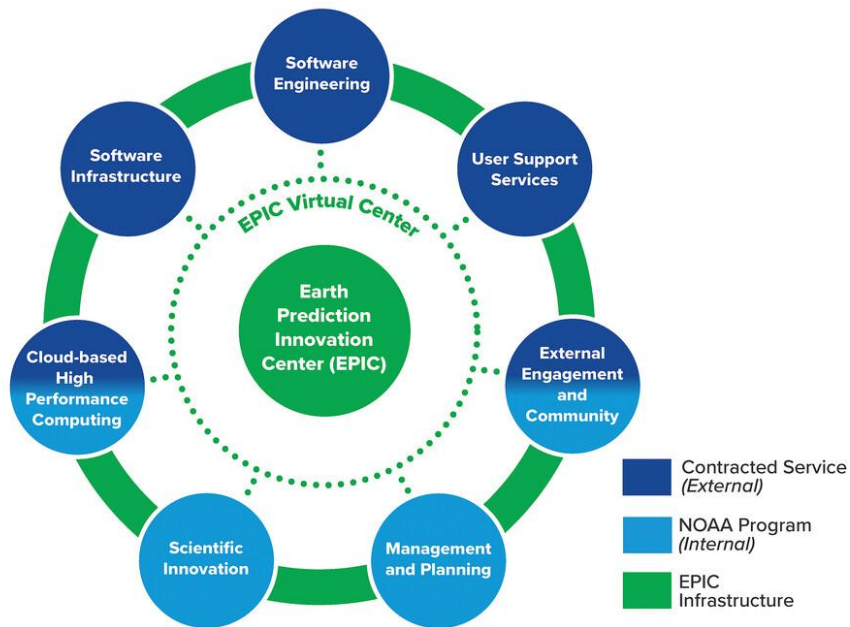 Software
Engineering
User Support
Services
External
Engagement
and
Community
Management
and Planning
Scientific
Innovation
Cloud-based
High
Performance
Computing
Software
Infrastructure
EPIC Virtual Center
Earth
Prediction
Innovation
Center (EPIC)
Contracted Service
(External)
NOAA Program
(Internal)
EPIC
Infrastructure